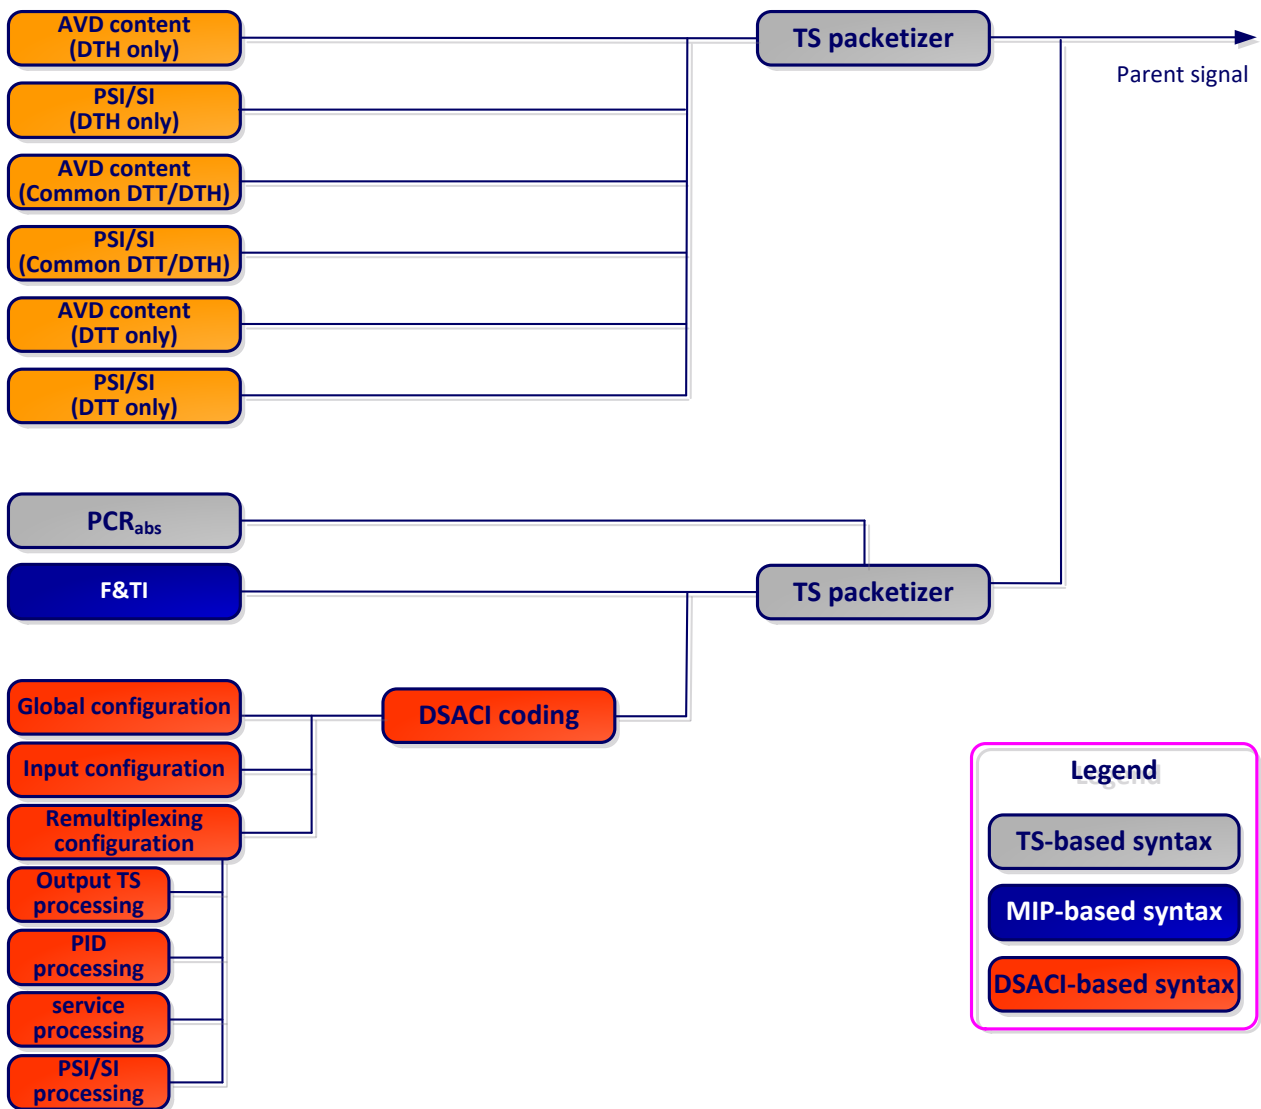 AVD content
(DTH only)
TS packetizer
Parent signal
PSI/SI
(DTH only)
AVD content
(Common DTT/DTH)
PSI/SI
(Common DTT/DTH)
AVD content
(DTT only)
PSI/SI
(DTT only)
PCRabs
F&TI
TS packetizer
Global configuration
DSACI coding
Input configuration
Remultiplexing
configuration
Output TS
processing
PID
processing
service
processing
PSI/SI
processing
Legend
TS-based syntax
MIP-based syntax
DSACI-based syntax